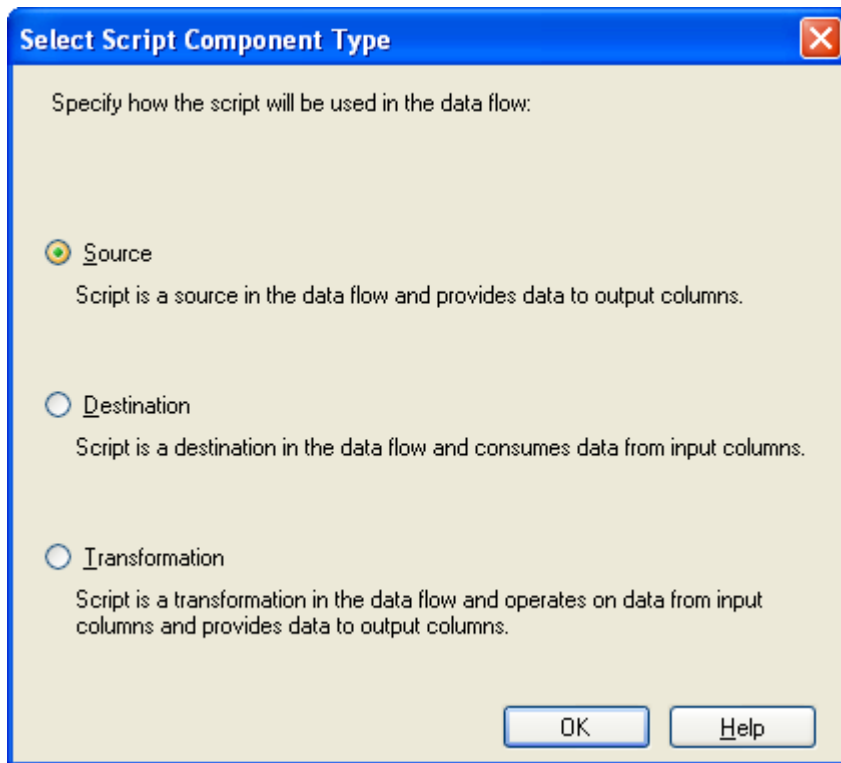 Select Script Component Type
Specify how the script will be used in the data flow:
Source
Script is a source in the data flow and provides data to output columns.
Destination
Script is a destination in the data flow and consumes data from input columns.
Transformation
Script is a transformation in the data flow and operates on data from input
columns and provides data to output columns.
OK Help